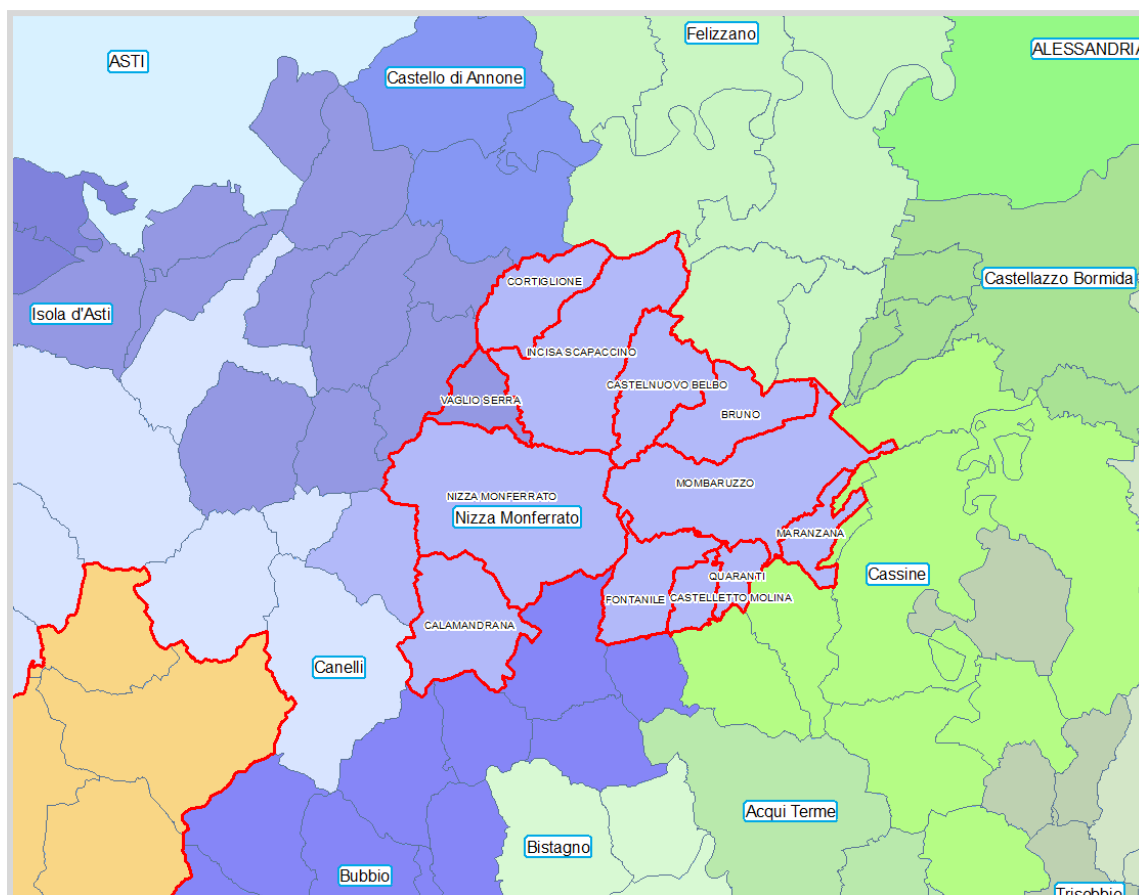 Felizzano
ALESSANDRIA
ASTI
Castello di Annone
Castellazzo Bormida
CORTIGLIONE
Isola d'Asti
INCISA SCAPACCINO
CASTELNUOVO BELBO
VAGLIO SERRA
BRUNO
MOMBARUZZO
NIZZA MONFERRATO
Nizza Monferrato
MARANZANA
Cassine
QUARANTI
FONTANILE
CASTELLETTO MOLINA
CALAMANDRANA
Canelli
Acqui Terme
Bistagno
Bubbio
Trisobbio